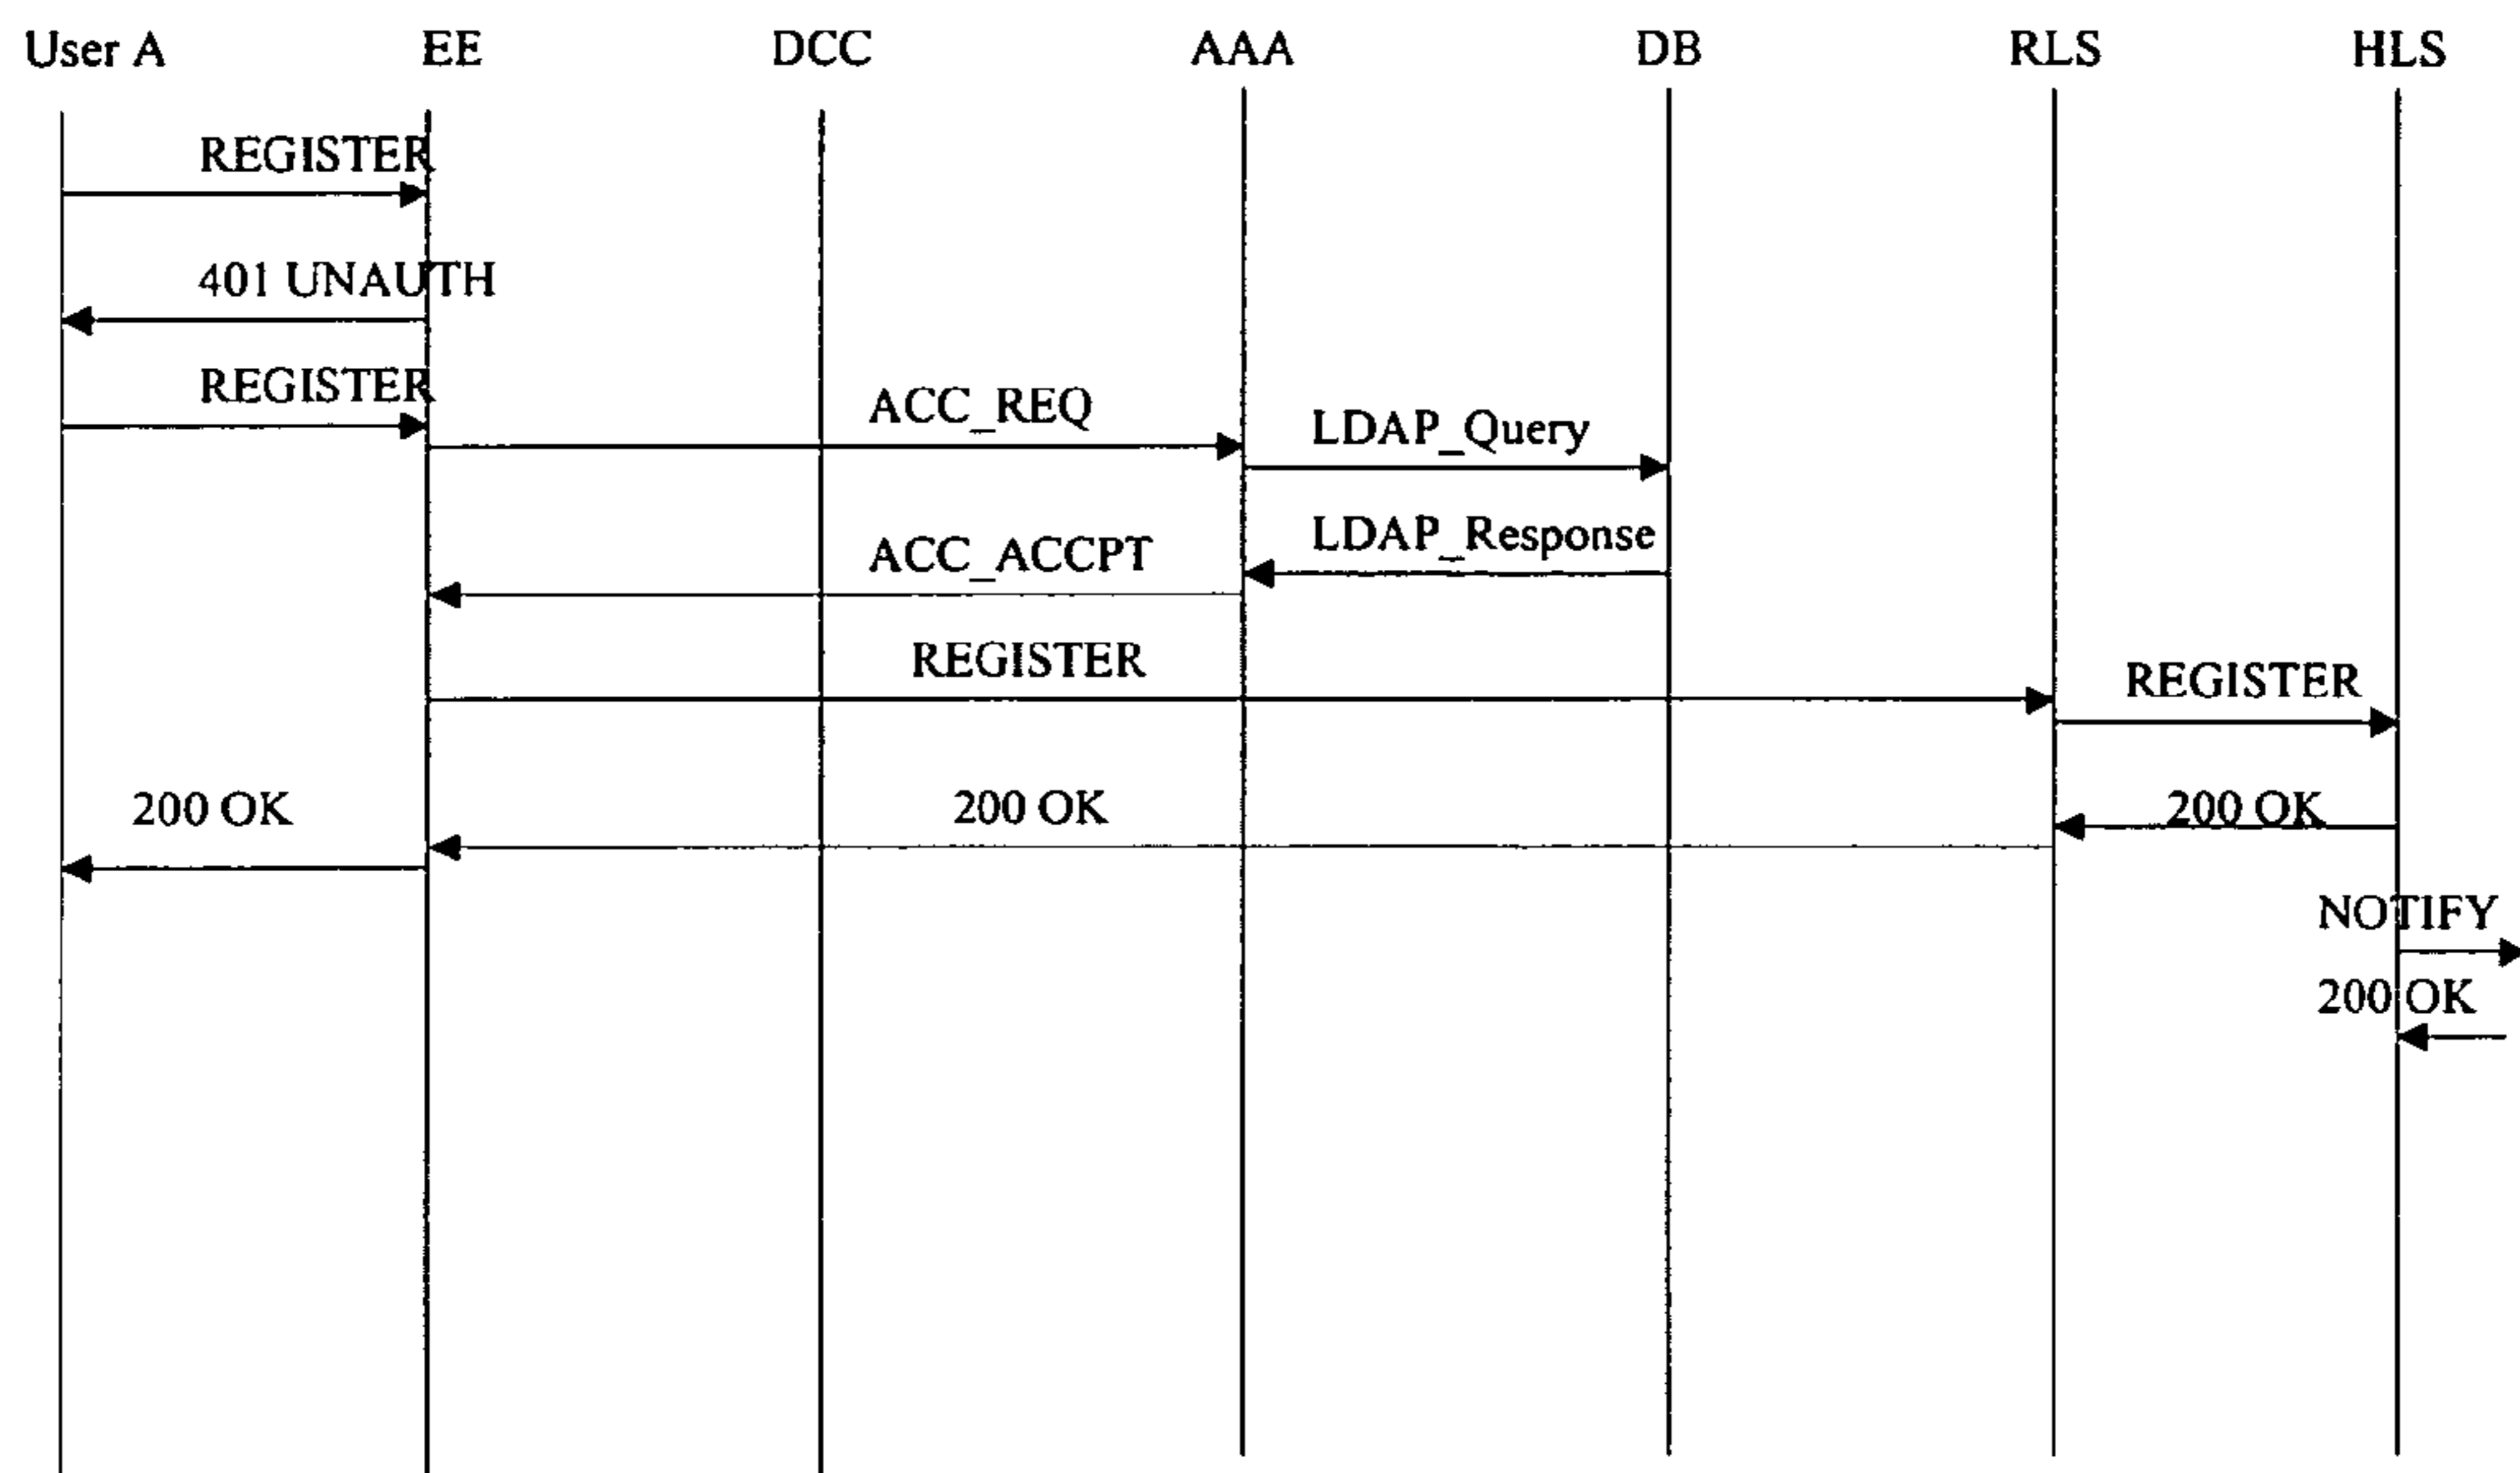 User A EE DCC AAA DB RLS HLS
REGISTER
401 UNAUTH
REGISTER
ACC_REQ
LDAP_Query
LDAP_Response
ACC_ACCPT
REGISTER
REGISTER
200 OK 200 OK 200 OK
NOTIFY
200 OK